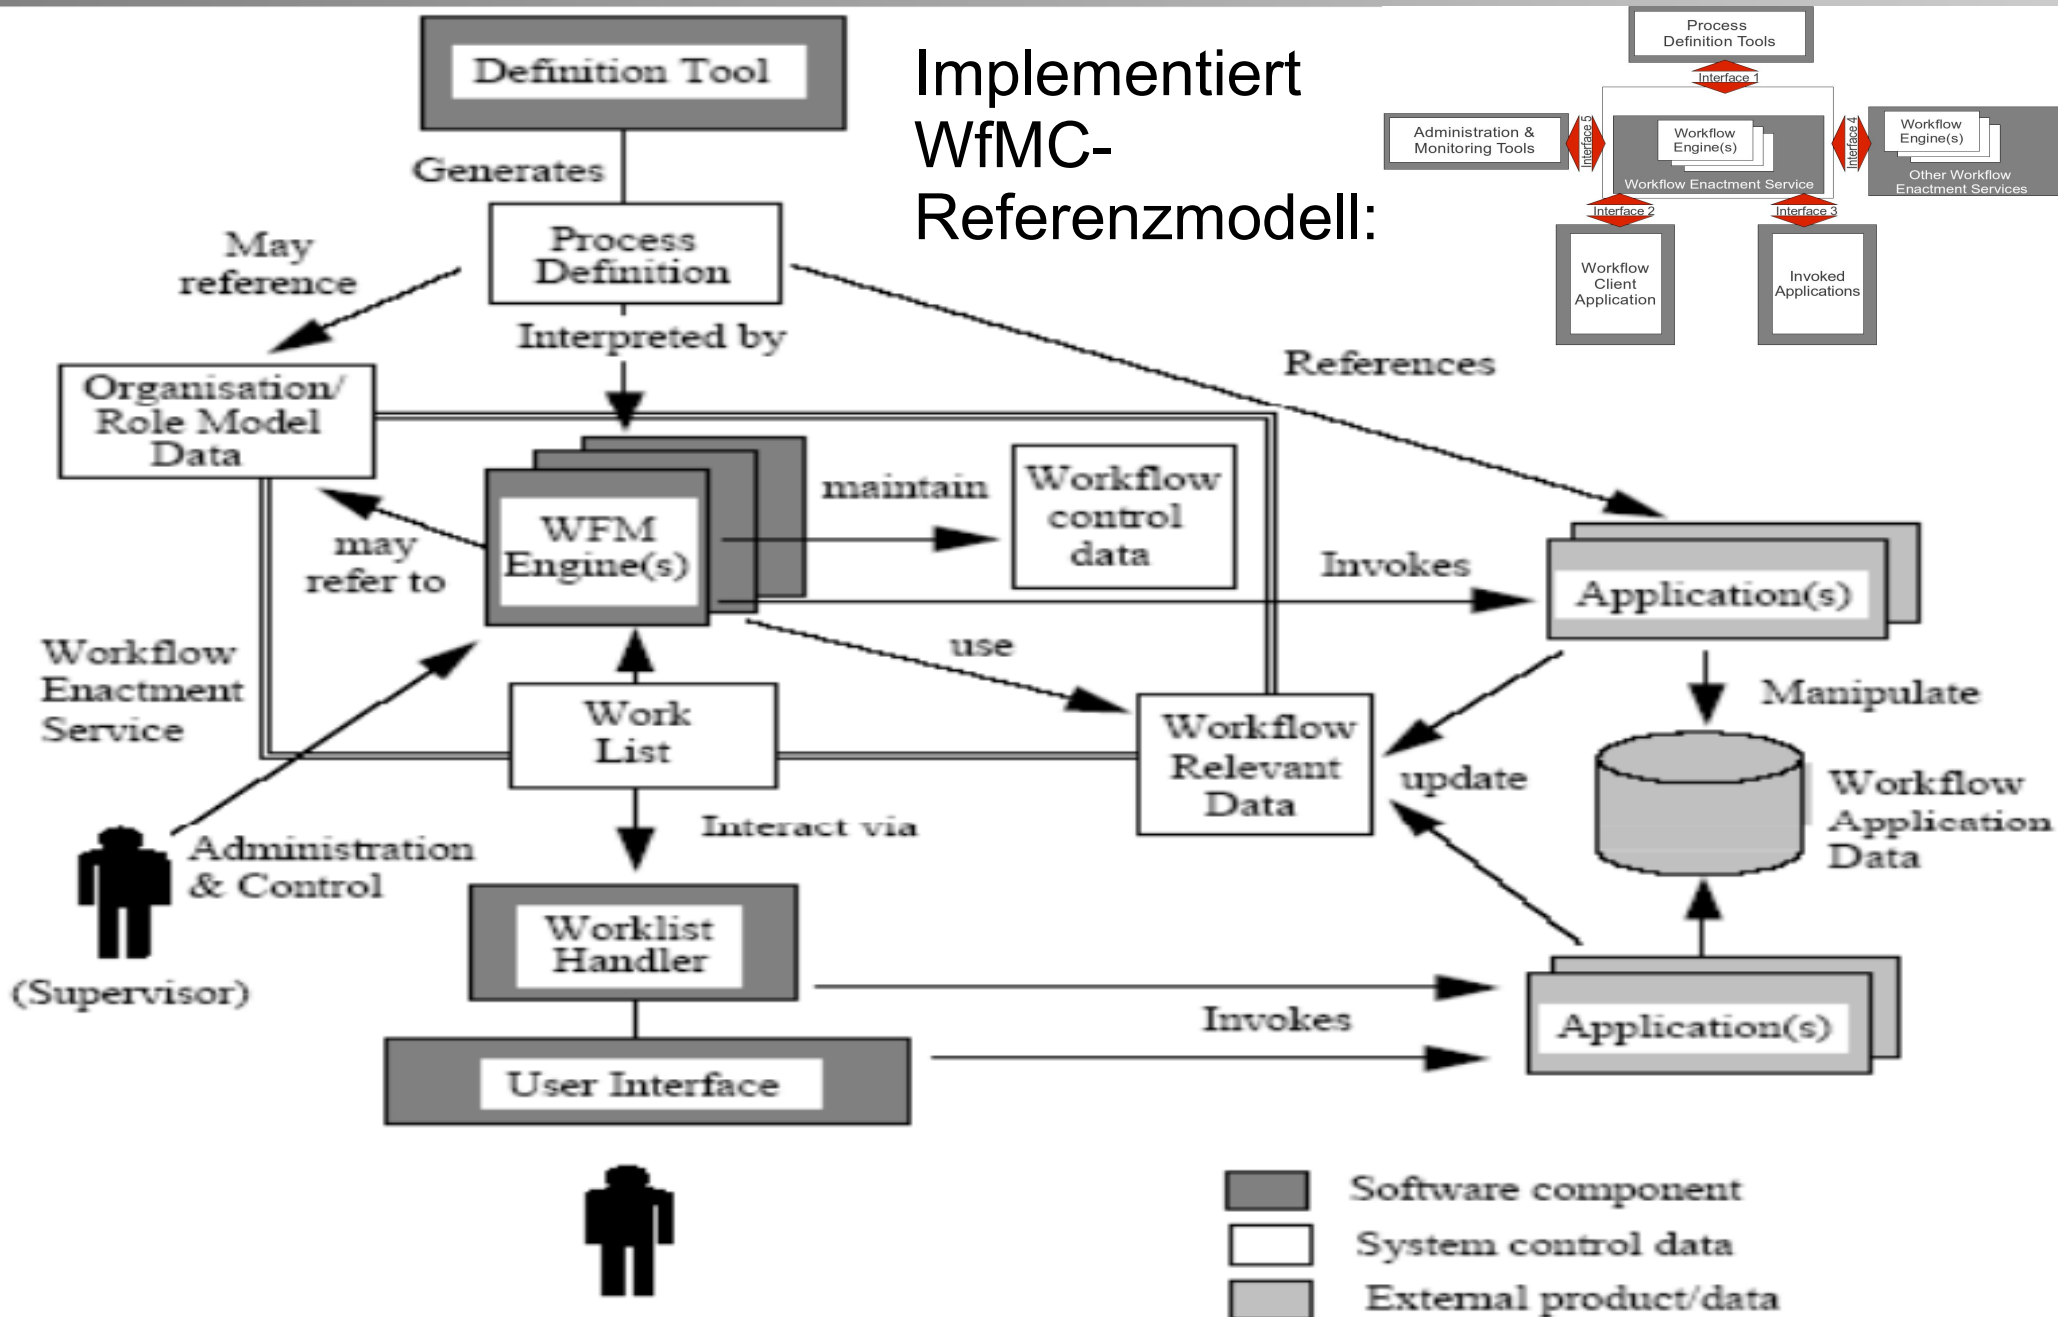 Definition Tool
Implementiert
WfMC-
Referenzmodell:
Process
Definition Tools
Interface 1
Administration &
Monitoring Tools
Interface 5
Workflow
Engine(s)
Workflow Enactment Service
Interface 4
Workflow
Engine(s)
Other Workflow
Enactment Services
Interface 2
Interface 3
Workflow
Client
Application
Invoked
Applications
Generates
Process
Definition
May
reference
Interpreted by
References
Organisation/
Role Model
Data
WFM
Engine(s)
maintain
Workflow
control
data
may
refer to
Invokes
Application(s)
Workflow
Enactment
Service
use
Work
List
Workflow
Relevant
Data
Manipulate
update
Workflow
Application
Data
Interact via
Administration
& Control
(Supervisor)
Worklist
Handler
Invokes
Application(s)
User Interface
Software component
System control data
External product/data